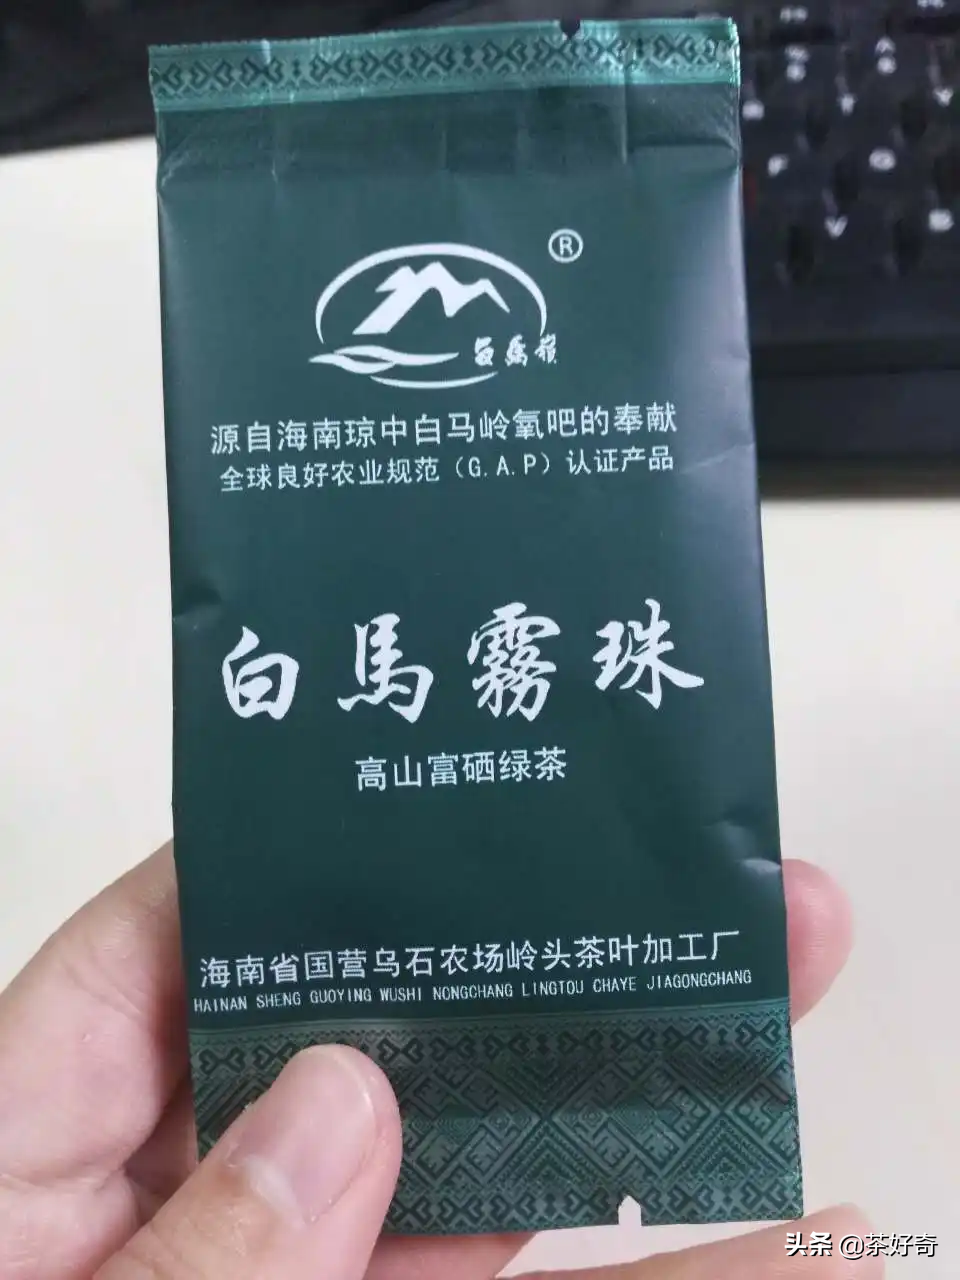 ®
白馬嶺
源自海南琼中白马岭氧吧的奉献
全球良好农业规范（G.A.P）认证产品
白馬霧珠
高山富硒绿茶
海南省国营乌石农场岭头茶叶加工厂
HAINAN SHENG GUOYING WUSHI NONGCHANG LINGTOU CHAYE JIAGONGCHANG
头条 @茶好奇